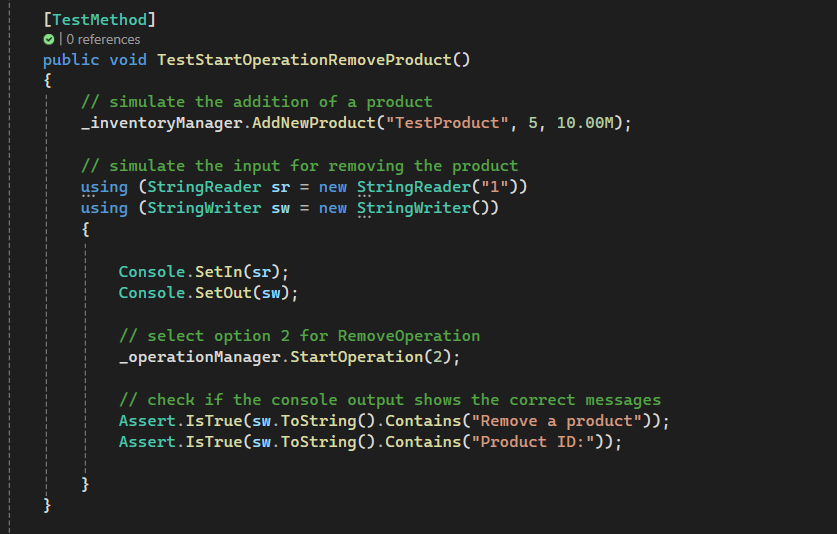 [TestMethod]
| 0 references
public void TestStartOperationRemoveProduct()
{
// simulate the addition of a product
_inventoryManager.AddNewProduct("TestProduct", 5, 10.00M);
// simulate the input for removing the product
using (StringReader sr = new StringReader("1"))
using (StringWriter sw = new StringWriter())
{
Console.SetIn(sr);
Console.SetOut(sw);
// select option 2 for RemoveOperation
_operationManager.StartOperation(2);
// check if the console output shows the correct messages
Assert.IsTrue(sw.ToString().Contains("Remove a product"));
Assert.IsTrue(sw.ToString().Contains("Product ID:"));
}
}